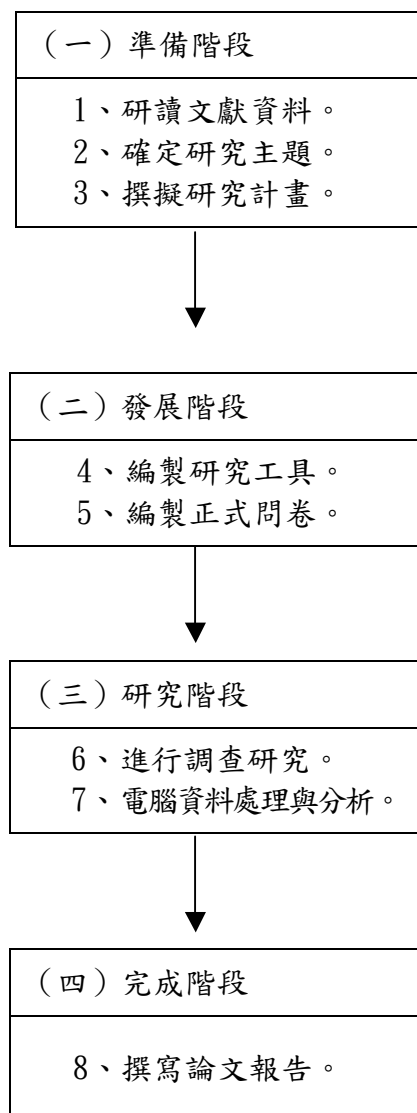 （一）準備階段
1、研讀文獻資料。
2、確定研究主題。
3、撰擬研究計畫。
（二）發展階段
4、編製研究工具。
5、編製正式問卷。
（三）研究階段
6、進行調查研究。
7、電腦資料處理與分析。
（四）完成階段
8、撰寫論文報告。